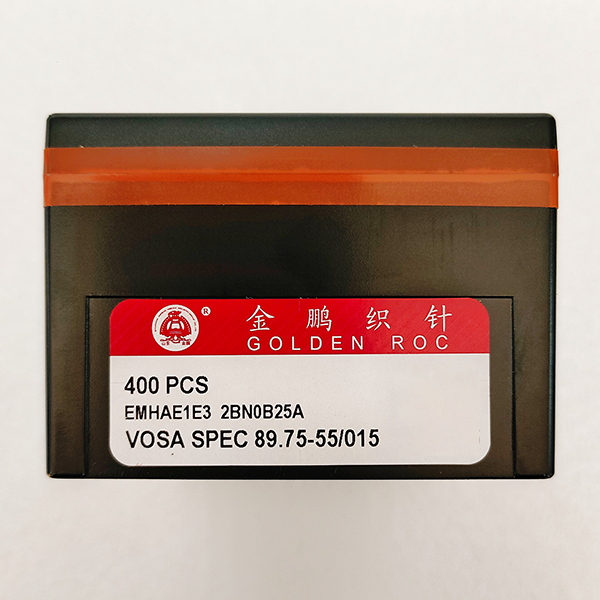 ®
金鹏织针
GOLDEN ROC
400 PCS
EMHAE1E3 2BN0B25A
VOSA SPEC 89.75-55/015